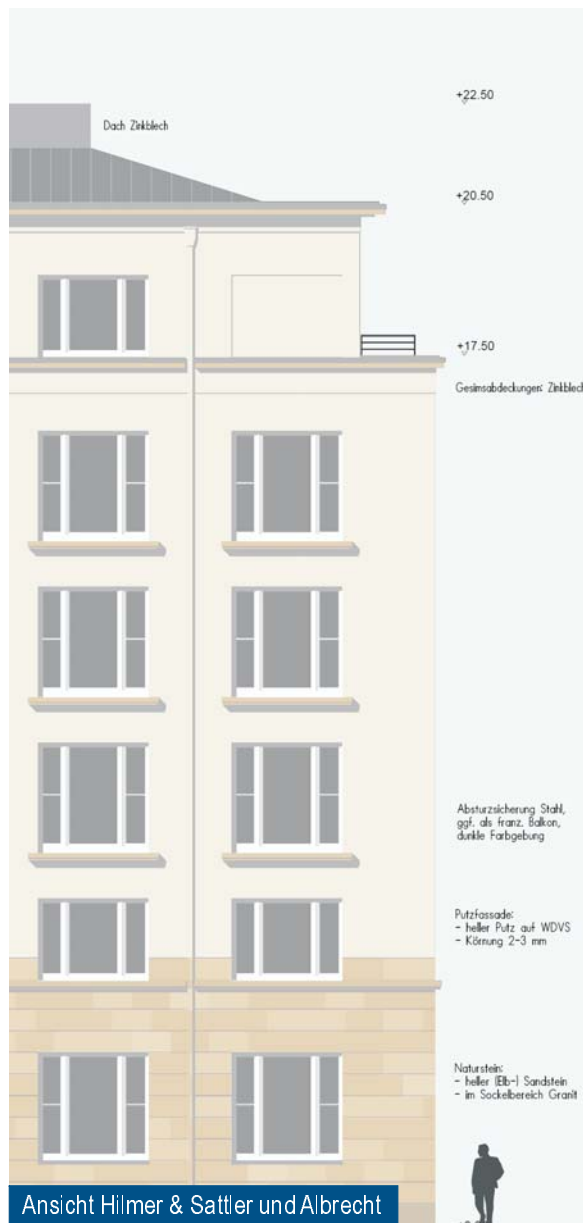 +22.50
Dach Zinkblech
+20.50
+17.50
Gesimsabdeckungen: Zinkblech
Absturzsicherung Stahl,
ggf. als franz. Balkon,
dunkle Farbgebung
Putzfassade:
- heller Putz auf WDVS
- Körnung 2-3 mm
Naturstein:
- heller (Elb-) Sandstein
- im Sockelbereich Granit
Ansicht Hilmer & Sattler und Albrecht